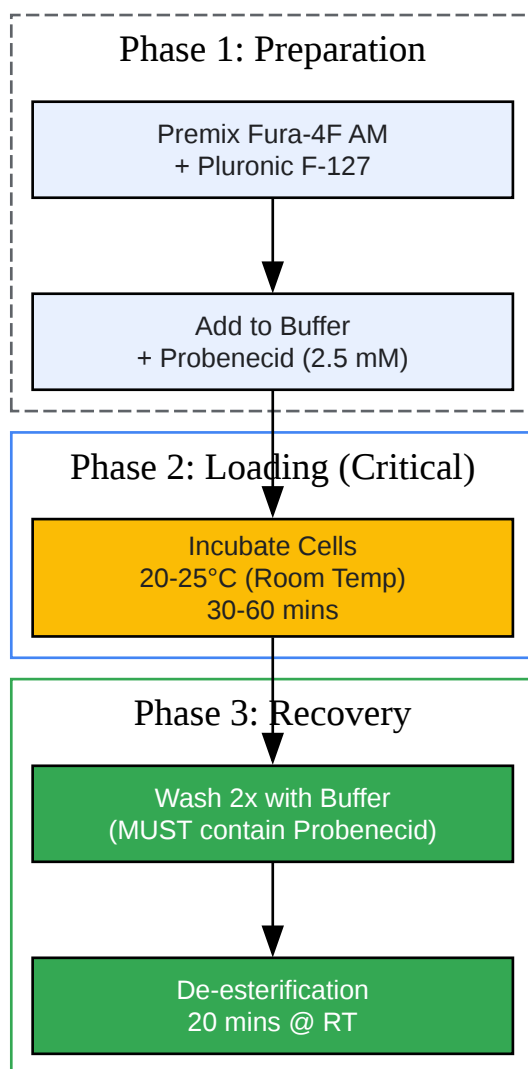 Phase 1: Preparation
Premix Fura-4F AM
+ Pluronic F-127
Add to Buffer
+ Probenecid (2.5 mM)
Phase 2: Loading (Critical)
Incubate Cells
20-25°C (Room Temp)
30-60 mins
Phase 3: Recovery
Wash 2x with Buffer
(MUST contain Probenecid)
De-esterification
20 mins @ RT